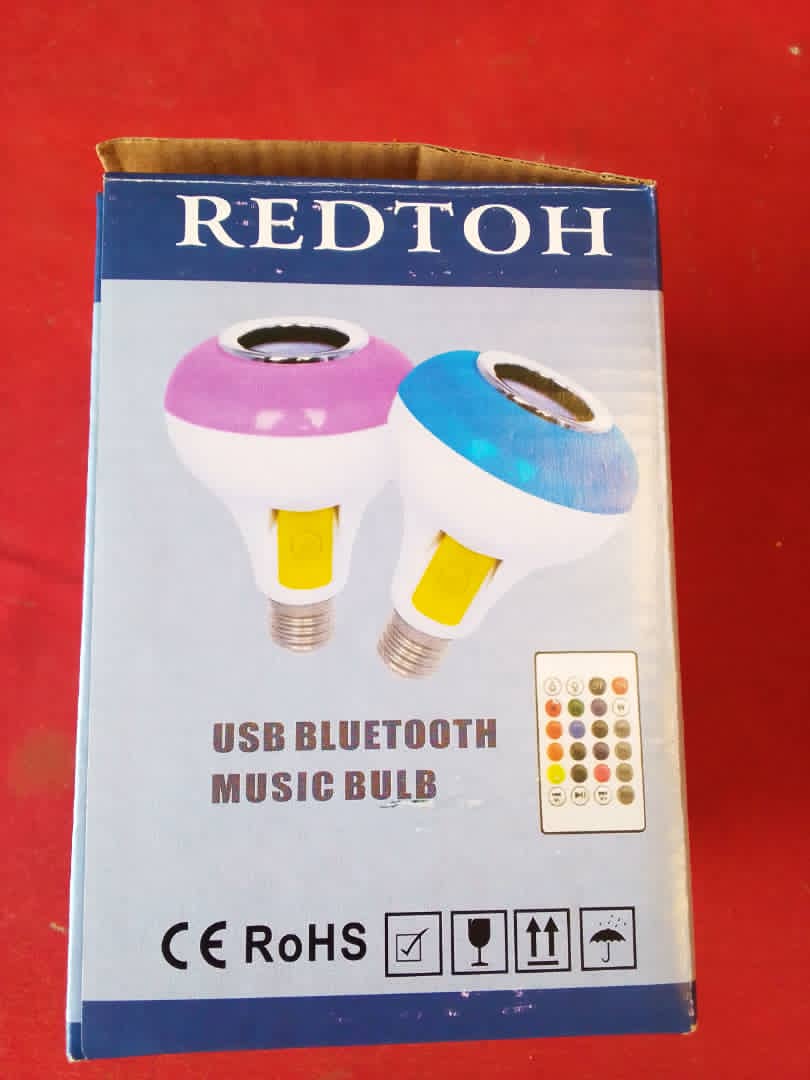 REDTOH
USB BLUETOOTH
MUSIC BULB
CE RoHS